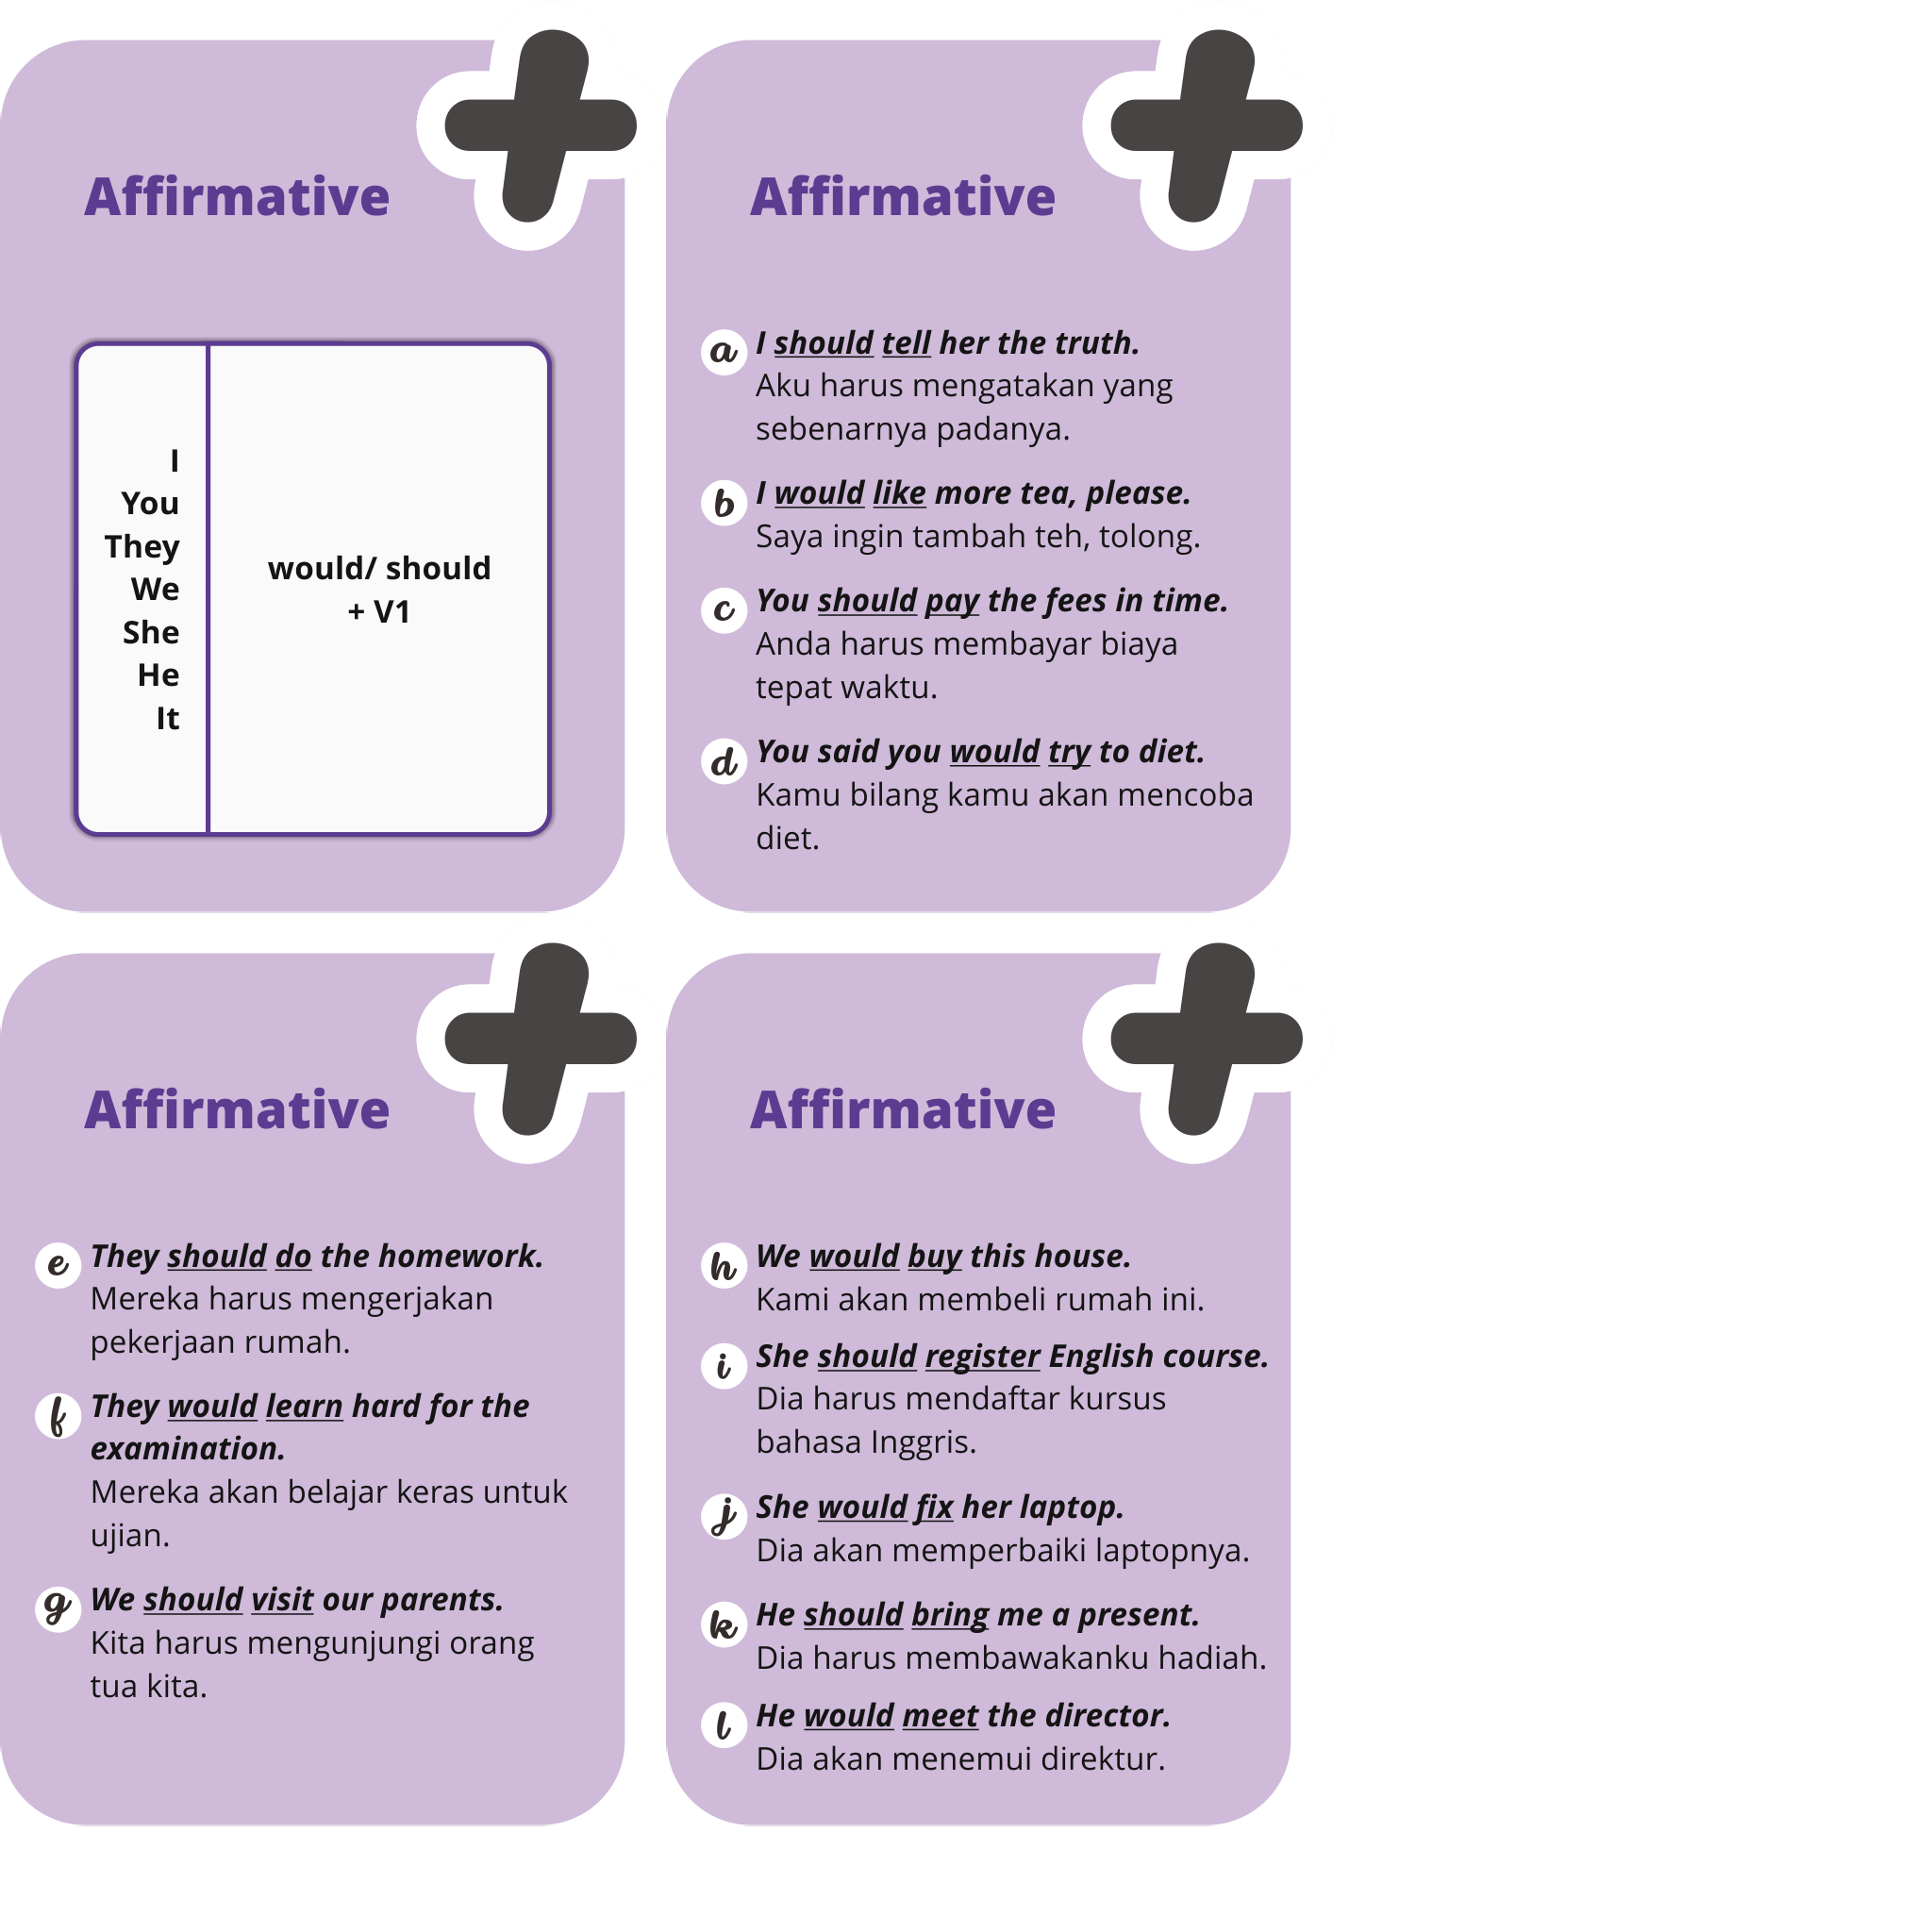 Affirmative
I
You
They
We
She
He
It
would/ should
+ V1
Affirmative
a
I should tell her the truth.
Aku harus mengatakan yang
sebenarnya padanya.
b
I would like more tea, please.
Saya ingin tambah teh, tolong.
c
You should pay the fees in time.
Anda harus membayar biaya
tepat waktu.
d
You said you would try to diet.
Kamu bilang kamu akan mencoba
diet.
Affirmative
e
They should do the homework.
Mereka harus mengerjakan
pekerjaan rumah.
f
They would learn hard for the
examination.
Mereka akan belajar keras untuk
ujian.
g
We should visit our parents.
Kita harus mengunjungi orang
tua kita.
Affirmative
h
We would buy this house.
Kami akan membeli rumah ini.
i
She should register English course.
Dia harus mendaftar kursus
bahasa Inggris.
j
She would fix her laptop.
Dia akan memperbaiki laptopnya.
k
He should bring me a present.
Dia harus membawakanku hadiah.
l
He would meet the director.
Dia akan menemui direktur.